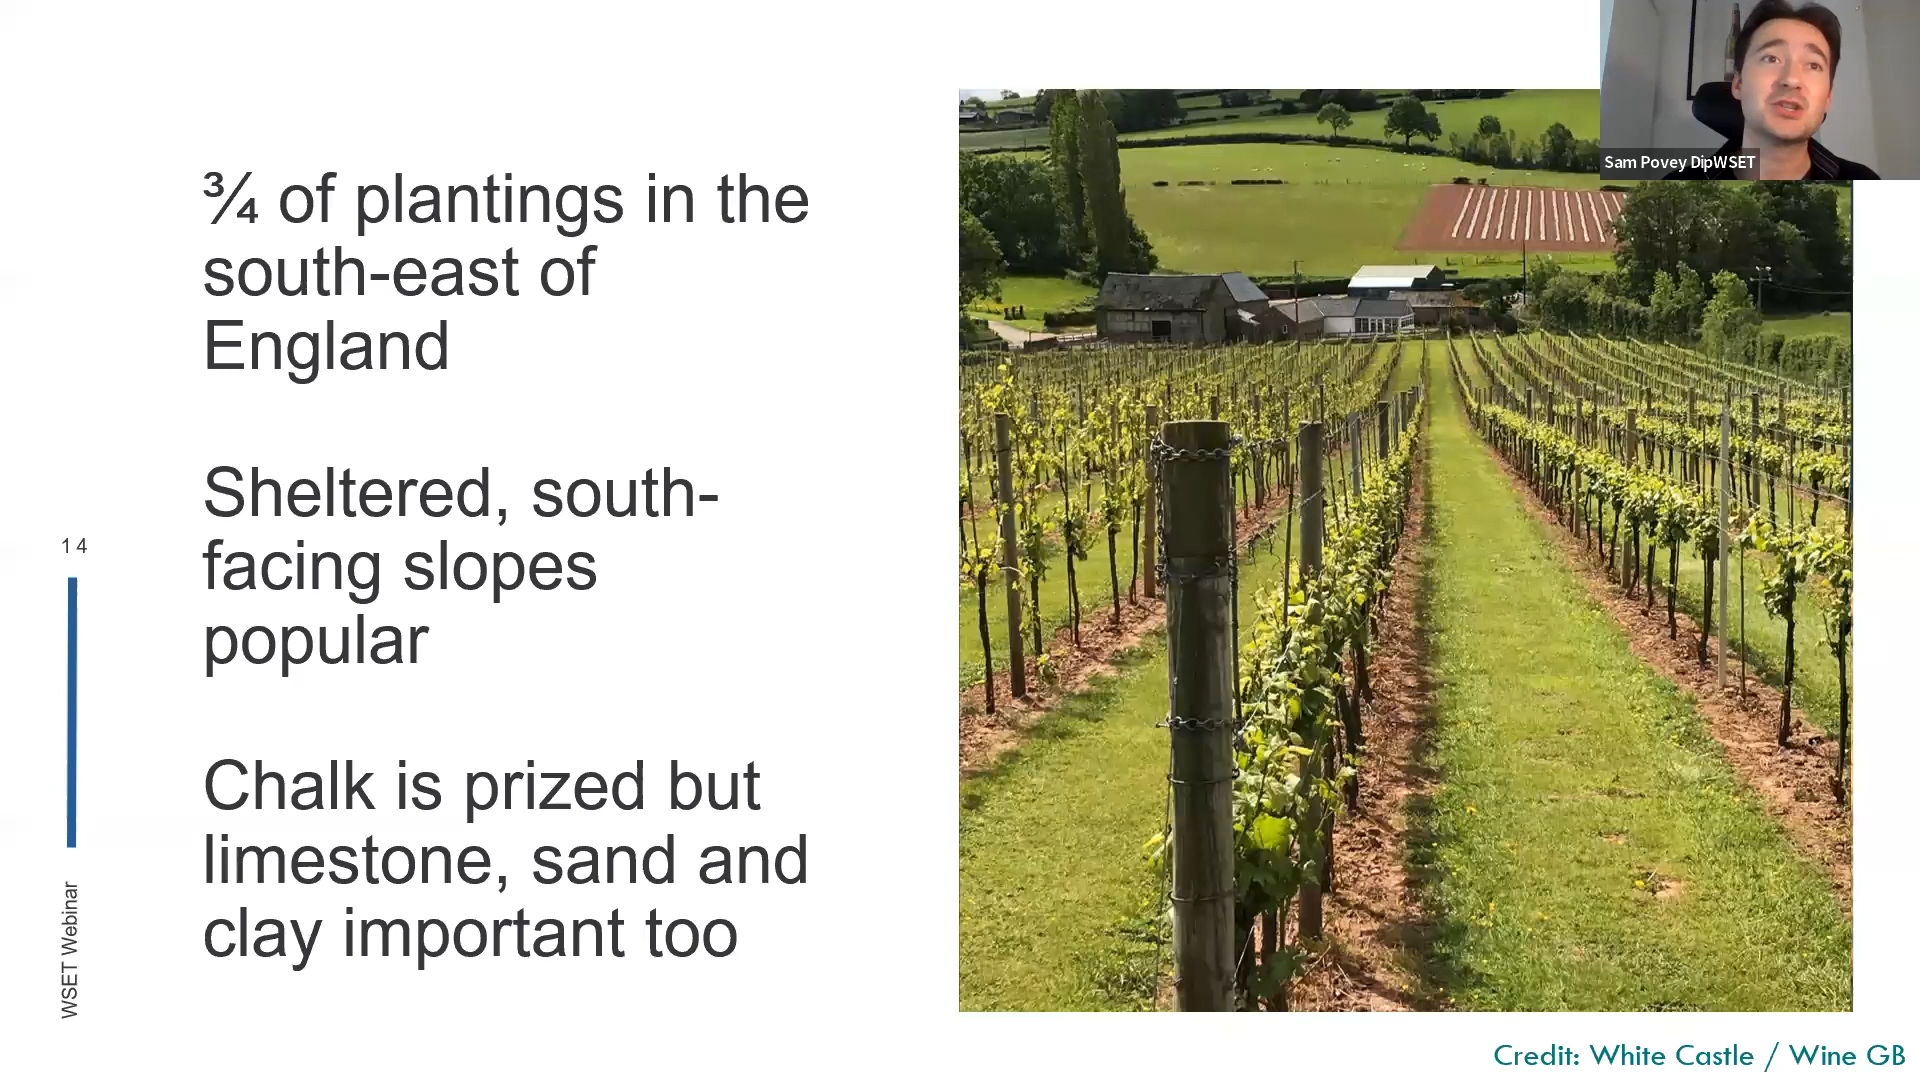 ¾ of plantings in the
south-east of
England
Sheltered, south-
facing slopes
popular
Chalk is prized but
limestone, sand and
clay important too
14
WSET Webinar
Sam Povey DipWSET
Credit: White Castle / Wine GB